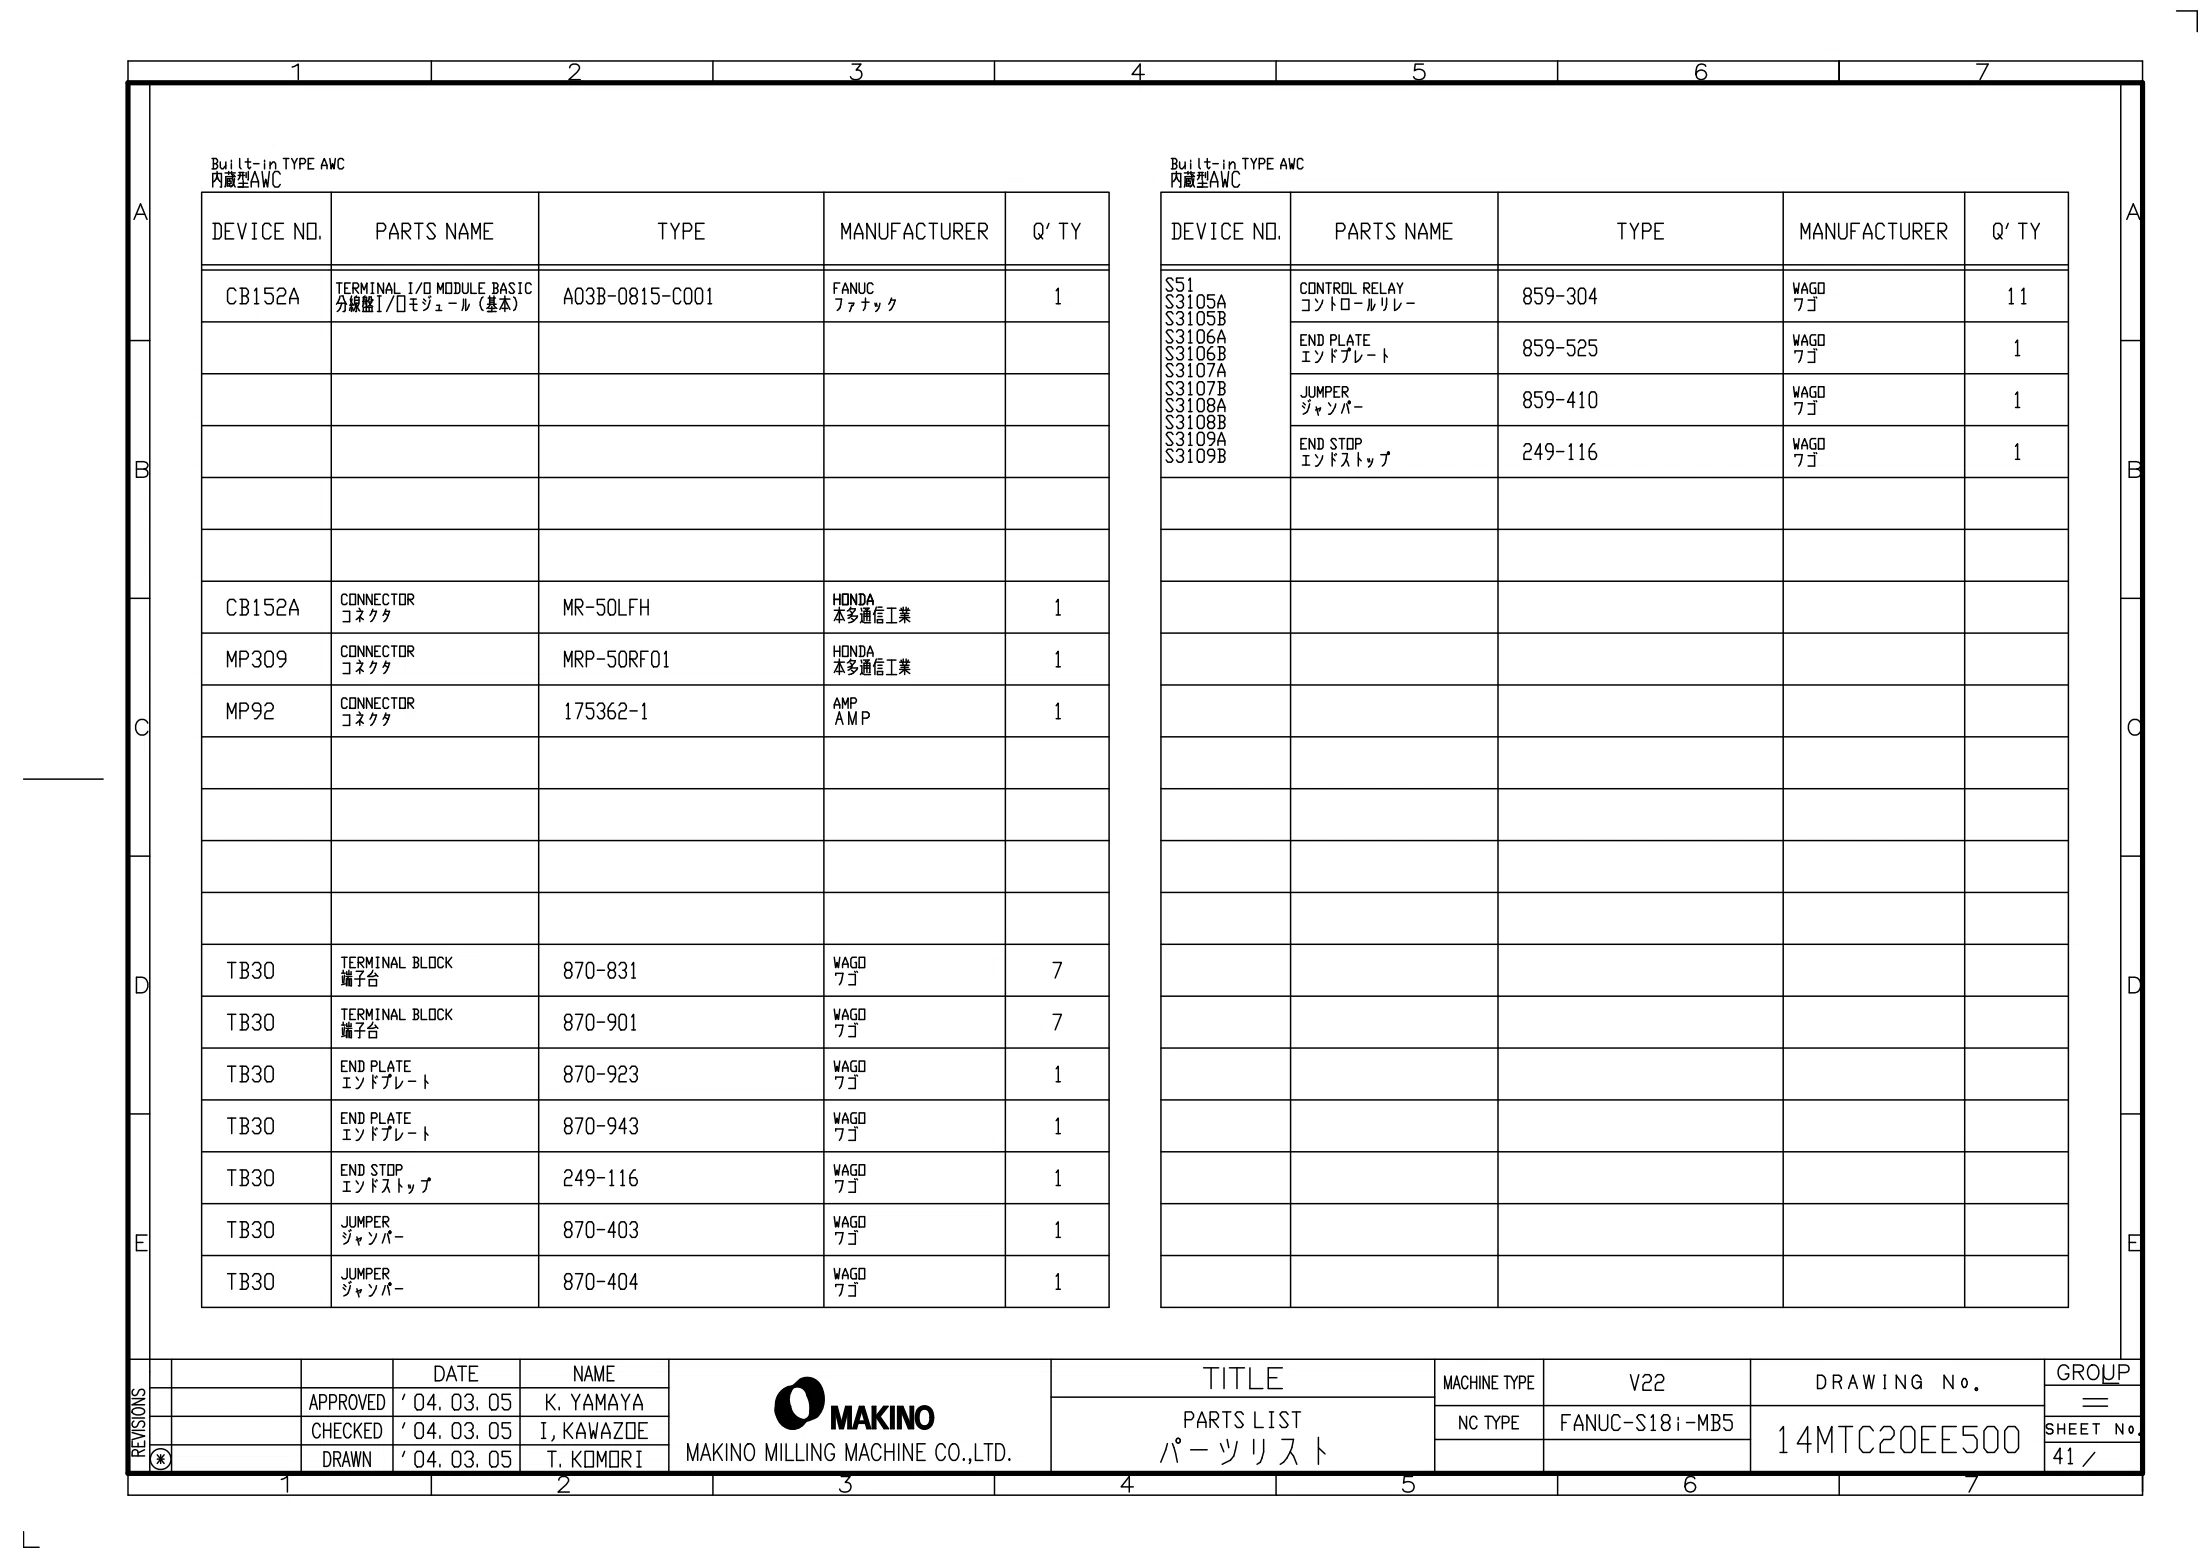 1 2 3 4 5 6 7
A A
B B
C C
D D
E E
Built-in TYPE AWC
内蔵型AWC
DEVICE NO. PARTS NAME TYPE MANUFACTURER Q' TY
CB152A TERMINAL I/O MODULE BASIC A03B-0815-C001 FANUC 1
分線盤I/Oモジュール（基本） ファナック
CB152A CONNECTOR MR-50LFH HONDA 1
コネクタ 本多通信工業
MP309 CONNECTOR MRP-50RF01 HONDA 1
コネクタ 本多通信工業
MP92 CONNECTOR 175362-1 AMP 1
コネクタ AMP
TB30 TERMINAL BLOCK 870-831 WAGO 7
端子台 ワゴ
TB30 TERMINAL BLOCK 870-901 WAGO 7
端子台 ワゴ
TB30 END PLATE 870-923 WAGO 1
エンドプレート ワゴ
TB30 END PLATE 870-943 WAGO 1
エンドプレート ワゴ
TB30 END STOP 249-116 WAGO 1
エンドストップ ワゴ
TB30 JUMPER 870-403 WAGO 1
ジャンパー ワゴ
TB30 JUMPER 870-404 WAGO 1
ジャンパー ワゴ
Built-in TYPE AWC
内蔵型AWC
DEVICE NO. PARTS NAME TYPE MANUFACTURER Q' TY
S51
S3105A
S3105B
S3106A
S3106B
S3107A
S3107B
S3108A
S3108B
S3109A
S3109B
CONTROL RELAY 859-304 WAGO 11
コントロールリレー ワゴ
END PLATE 859-525 WAGO 1
エンドプレート ワゴ
JUMPER 859-410 WAGO 1
ジャンパー ワゴ
END STOP 249-116 WAGO 1
エンドストップ ワゴ
REVISIONS
*
DATE NAME
APPROVED '04.03.05 K. YAMAYA
CHECKED '04.03.05 I, KAWAZOE
DRAWN '04.03.05 T. KOMORI
MAKINO
MAKINO MILLING MACHINE CO.,LTD.
TITLE
PARTS LIST
パーツリスト
MACHINE TYPE V22
NC TYPE FANUC-S18i-MB5
DRAWING No.
14MTC20EE500
GROUP
=
SHEET No.
41/
1 2 3 4 5 6 7